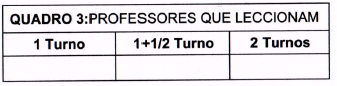 QUADRO 3:PROFESSORES QUE LECCIONAM
1 Turno 1+1/2 Turno 2 Turnos